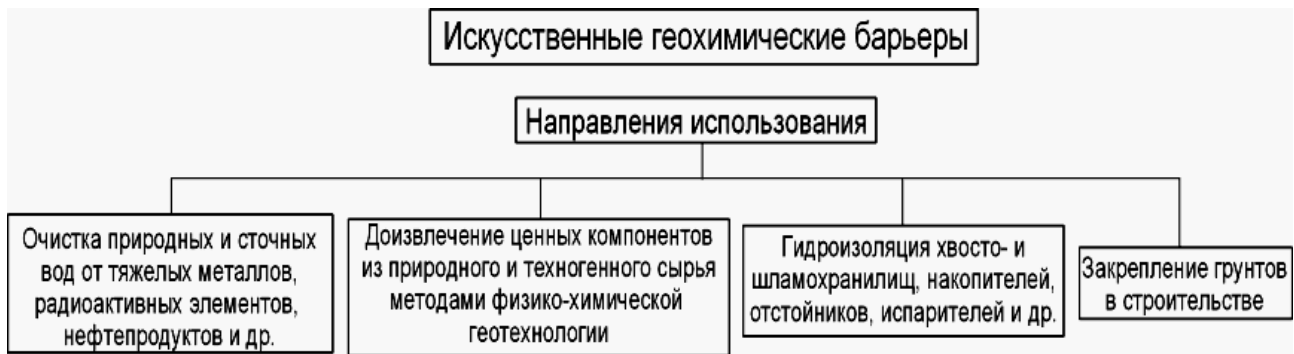 Искусственные геохимические барьеры
Направления использования
Очистка природных и сточных
вод от тяжелых металлов,
радиоактивных элементов,
нефтепродуктов и др.
Доизвлечение ценных компонентов
из природного и техногенного сырья
методами физико-химической
геотехнологии
Гидроизоляция хвосто- и
шламохранилищ, накопителей,
отстойников, испарителей и др.
Закрепление грунтов
в строительстве